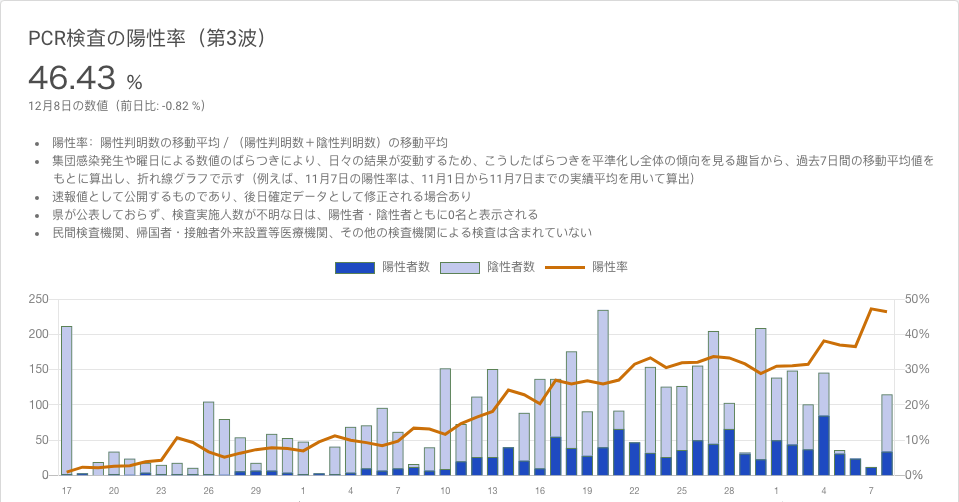 PCR検査の陽性率（第3波）
46.43 %
12月8日の数値（前日比: -0.82 %）
• 陽性率：陽性判明数の移動平均 / （陽性判明数＋陰性判明数）の移動平均
• 集団感染発生や曜日による数値のばらつきにより、日々の結果が変動するため、こうしたばらつきを平準化し全体の傾向を見る趣旨から、過去7日間の移動平均値を
もとに算出し、折れ線グラフで示す（例えば、11月7日の陽性率は、11月1日から11月7日までの実績平均を用いて算出）
• 速報値として公開するものであり、後日確定データとして修正される場合あり
• 県が公表しておらず、検査実施人数が不明な日は、陽性者・陰性者ともに0名と表示される
• 民間検査機関、帰国者・接触者外来設置等医療機関、その他の検査機関による検査は含まれていない
陽性者数 陰性者数 陽性率
250 50%
200 40%
150 30%
100 20%
50 10%
0 0%
17 20 23 26 29 1 4 7 10 13 16 19 22 25 28 1 4 7